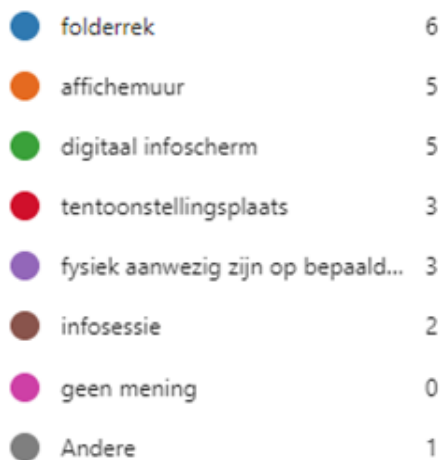 folderrek 6
affichemuur 5
digitaal infoscherm 5
tentoonstellingsplaats 3
fysiek aanwezig zijn op bepaald... 3
infosessie 2
geen mening 0
Andere 1